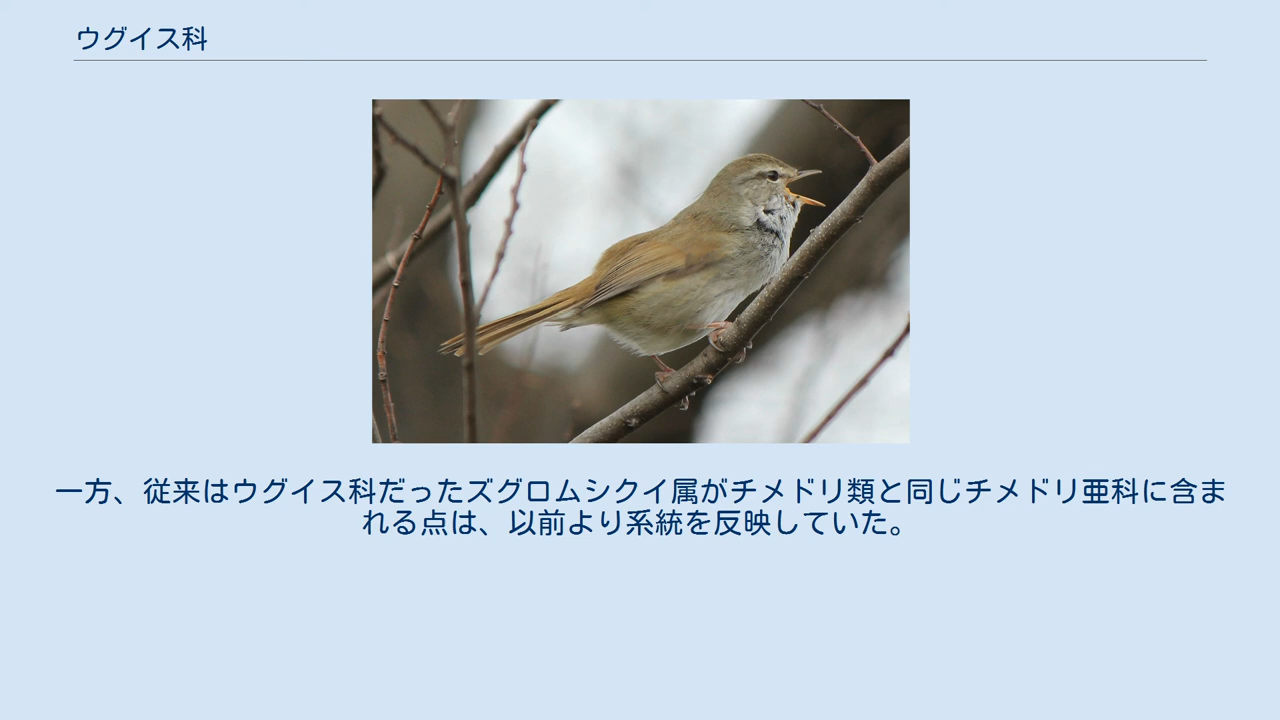 ウグイス科
一方、従来はウグイス科だったズグロムシクイ属がチメドリ類と同じチメドリ亜科に含ま
れる点は、以前より系統を反映していた。